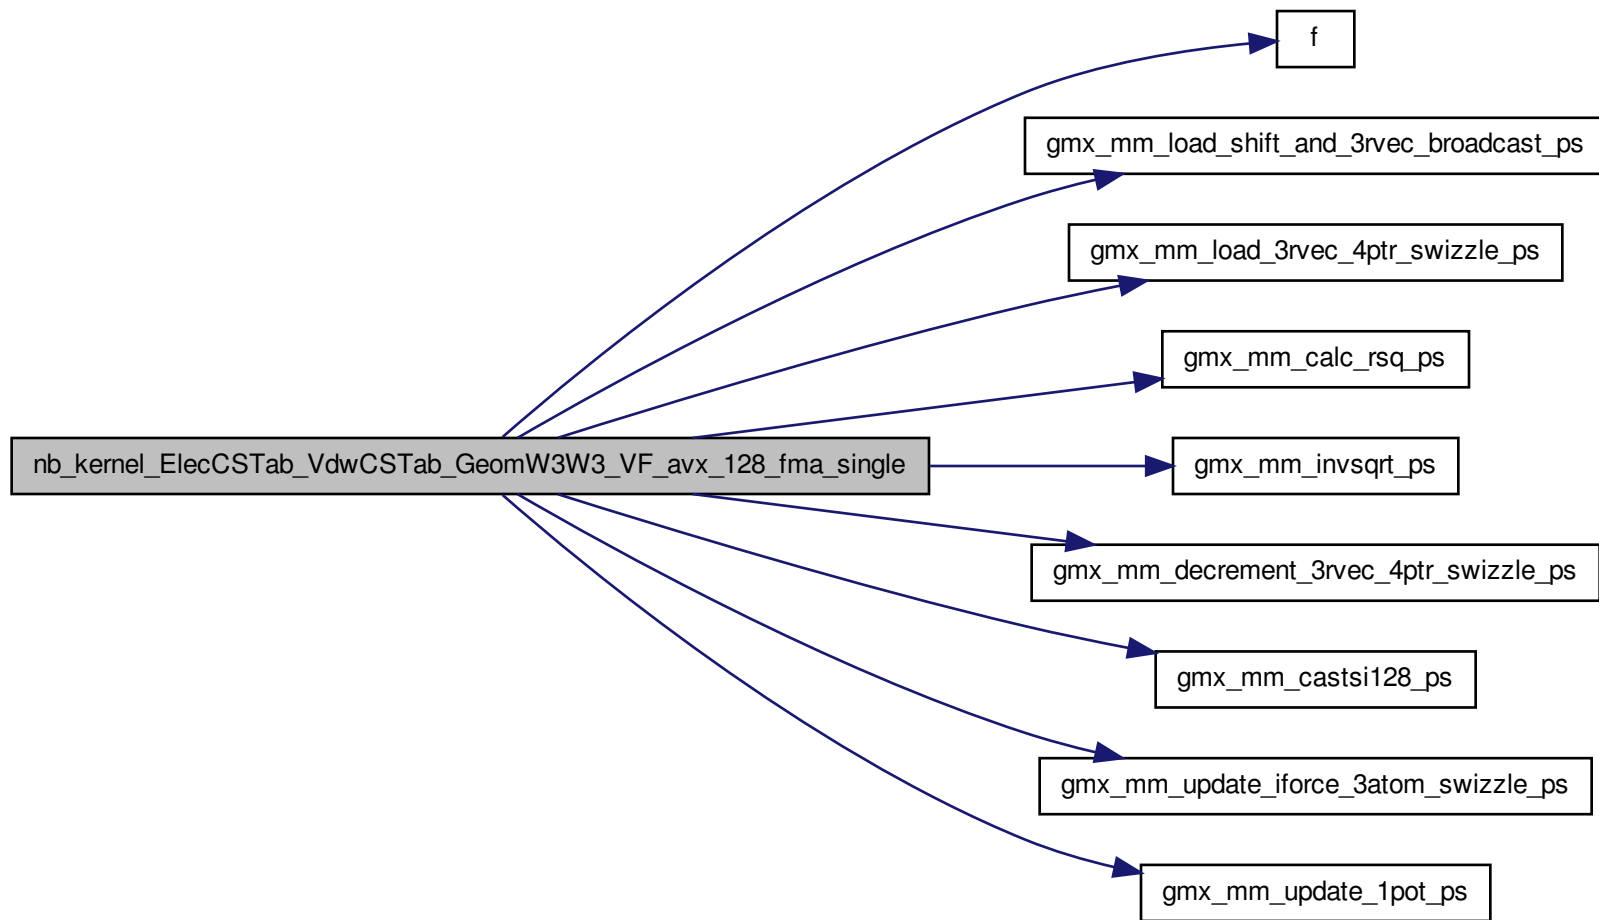 f
gmx_mm_load_shift_and_3rvec_broadcast_ps
gmx_mm_load_3rvec_4ptr_swizzle_ps
gmx_mm_calc_rsq_ps
nb_kernel_ElecCSTab_VdwCSTab_GeomW3W3_VF_avx_128_fma_single
gmx_mm_invsqrt_ps
gmx_mm_decrement_3rvec_4ptr_swizzle_ps
gmx_mm_castsi128_ps
gmx_mm_update_iforce_3atom_swizzle_ps
gmx_mm_update_1pot_ps